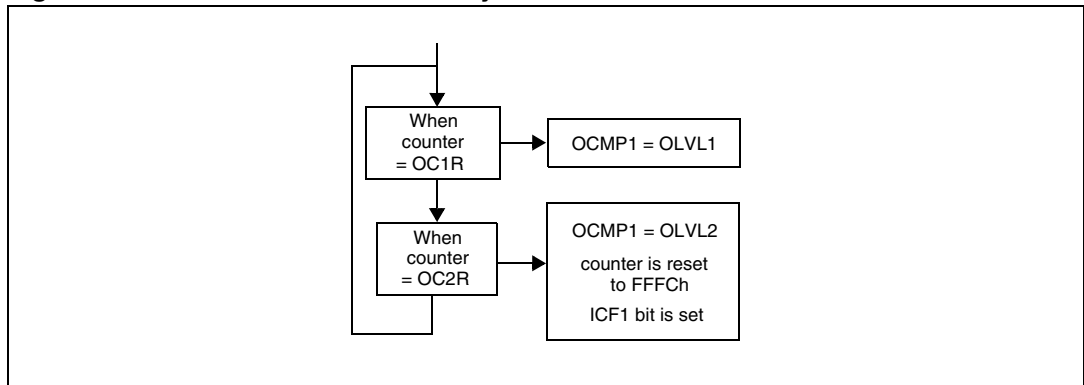 When
counter
= OC1R
OCMP1 = OLVL1
When
counter
= OC2R
OCMP1 = OLVL2
counter is reset
to FFFCh
ICF1 bit is set